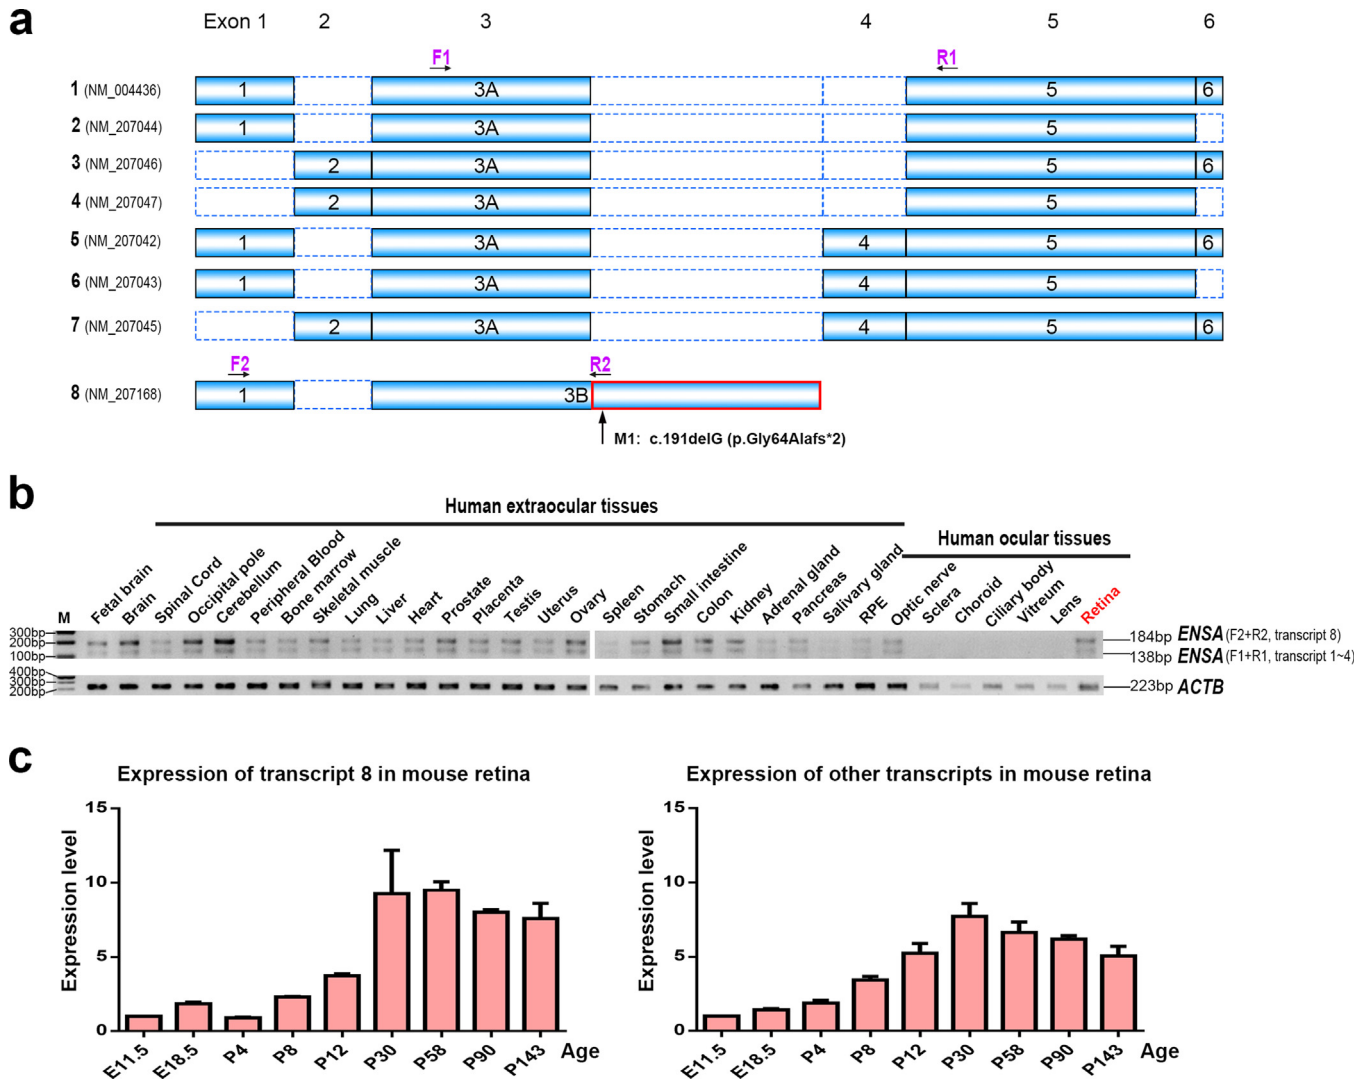 a
Exon 1 2 3 4 5 6
F1 R1
1 (NM_004436) 1 3A 5 6
2 (NM_207044) 1 3A 5
3 (NM_207046) 2 3A 5 6
4 (NM_207047) 2 3A 5
5 (NM_207042) 1 3A 4 5 6
6 (NM_207043) 1 3A 4 5
7 (NM_207045) 2 3A 4 5 6
F2 R2
8 (NM_207168) 1 3B
M1: c.191delG (p.Gly64Alafs*2)
b
Human extraocular tissues
Human ocular tissues
M
Fetal brain
Brain
Spinal Cord
Occipital pole
Cerebellum
Peripheral Blood
Bone marrow
Skeletal muscle
Lung
Liver
Heart
Prostate
Placenta
Testis
Uterus
Ovary
Spleen
Stomach
Small intestine
Colon
Kidney
Adrenal gland
Pancreas
Salivary gland
RPE
Optic nerve
Sclera
Choroid
Ciliary body
Vitreum
Lens
Retina
300bp
200bp
100bp
184bp ENSA (F2+R2, transcript 8)
138bp ENSA (F1+R1, transcript 1~4)
400bp
300bp
200bp
223bp ACTB
c
Expression of transcript 8 in mouse retina
Expression level
15
10
5
0
E11.5 E18.5 P4 P8 P12 P30 P58 P90 P143 Age
Expression of other transcripts in mouse retina
Expression level
15
10
5
0
E11.5 E18.5 P4 P8 P12 P30 P58 P90 P143 Age